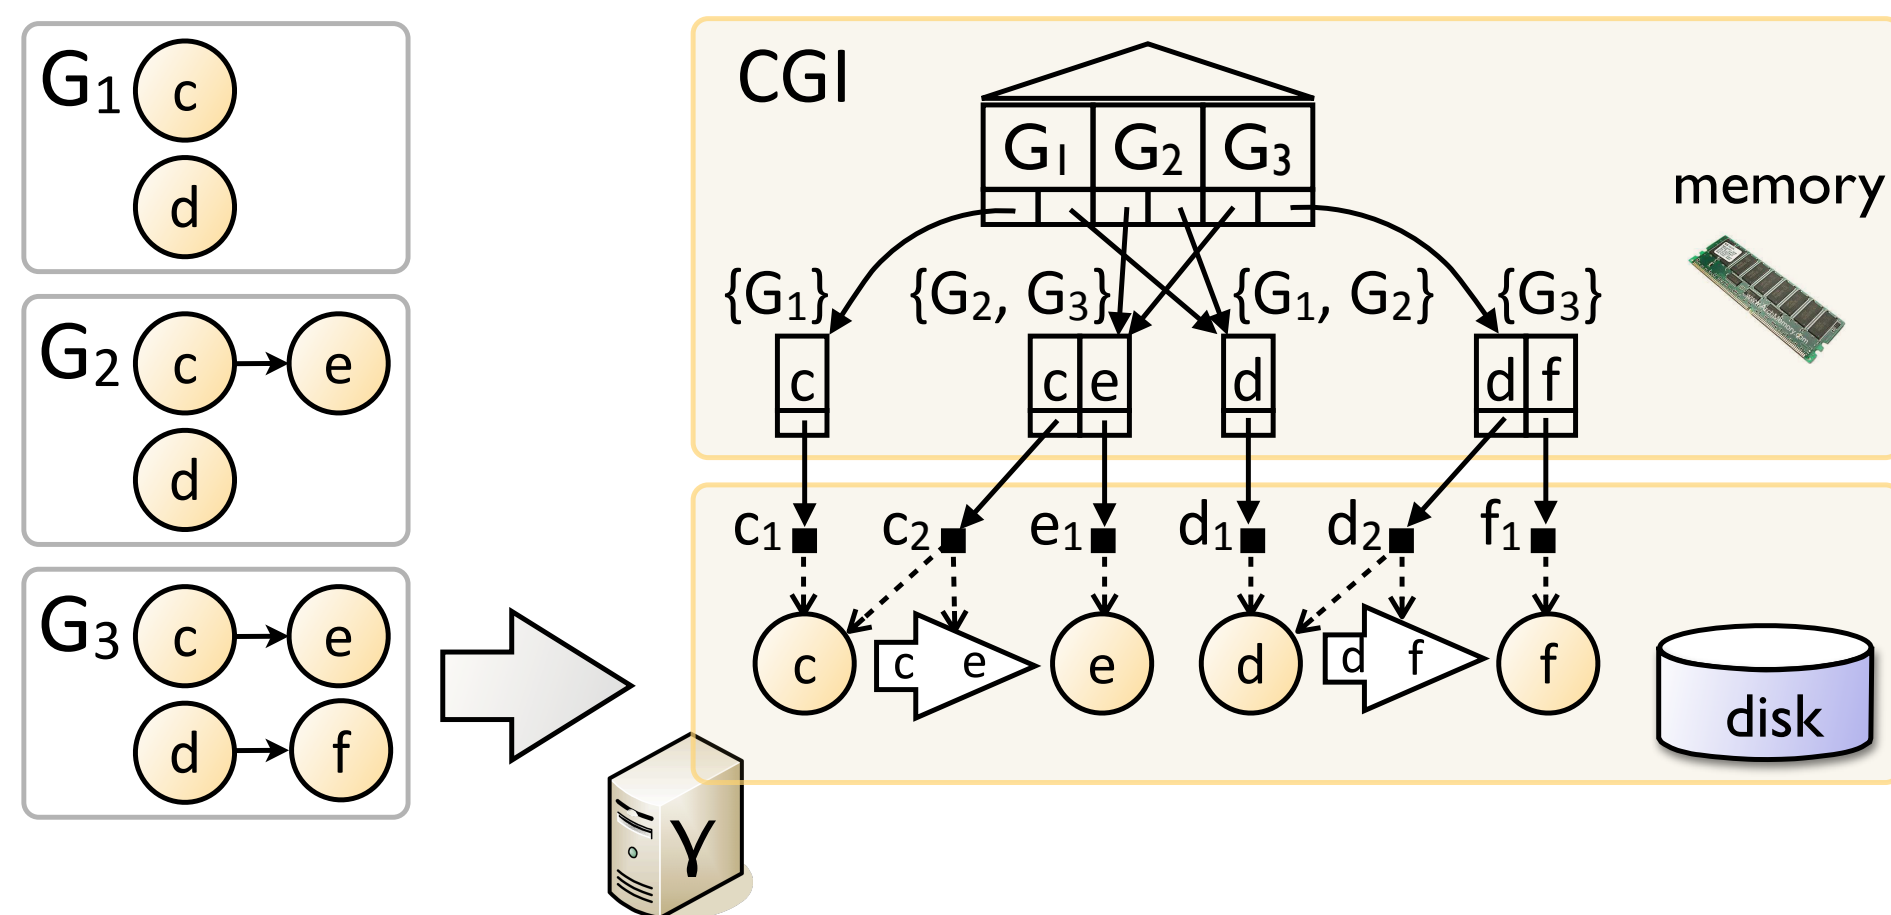 G1 c
d
G2 c e
d
G3 c e
d f
γ
CGI
G1 G2 G3
memory
{G1} {G2, G3} {G1, G2} {G3}
c c e d d f
c1 c2 e1 d1 d2 f1
c c e e d d f f
disk